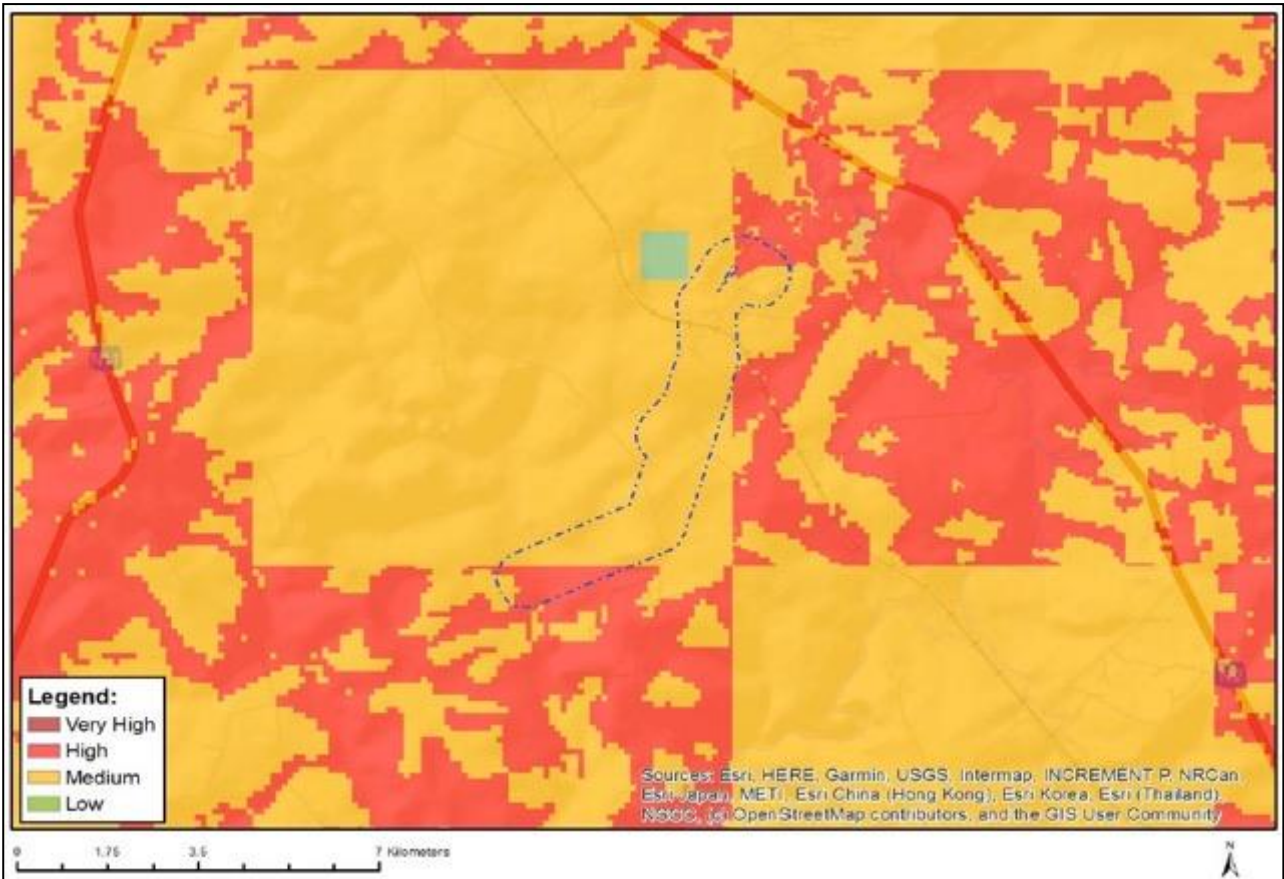 Legend:
Very High
High
Medium
Low
Sources: Esri, HERE, Garmin, USGS, Intermap, INCREMENT P, NRCan,
Esri Japan, METI, Esri China (Hong Kong), Esri Korea, Esri (Thailand),
NGCC, (c) OpenStreetMap contributors, and the GIS User Community
0 1.75 3.5 7 Kilometers
N